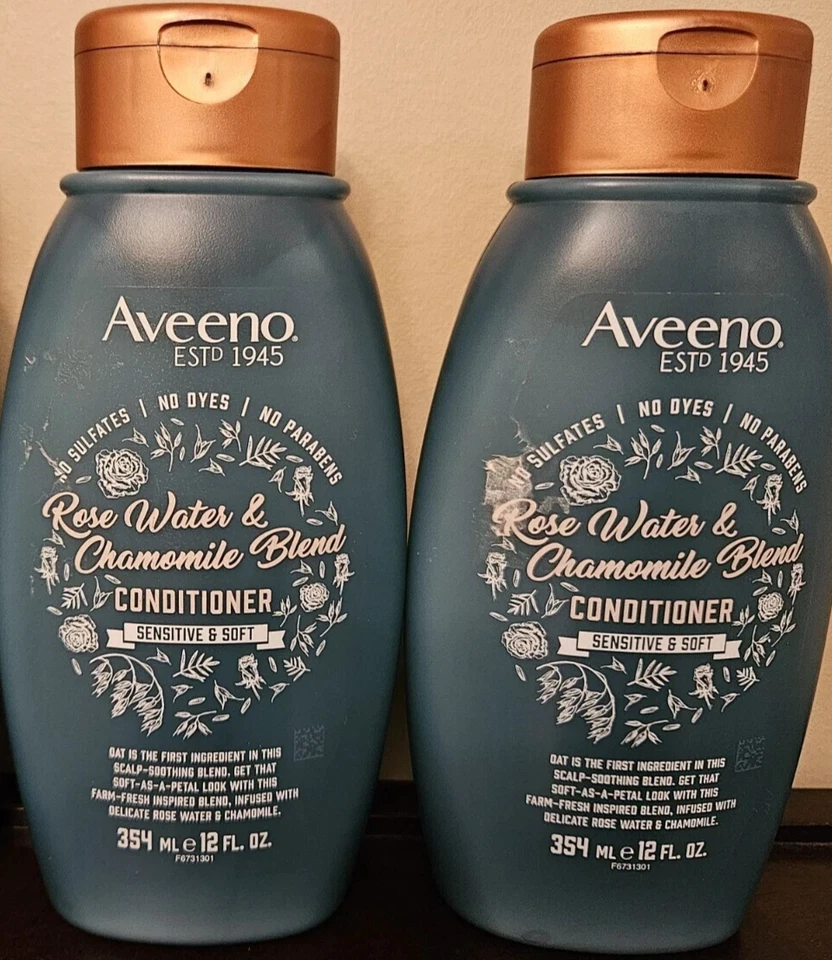 Aveeno.
ESTD 1945
NO SULFATES | NO DYES | NO PARABENS
Rose Water &
Chamomile Blend
CONDITIONER
SENSITIVE & SOFT
OAT IS THE FIRST INGREDIENT IN THIS
SCALP-SOOTHING BLEND. GET THAT
SOFT-AS-A-PETAL LOOK WITH THIS
FARM-FRESH INSPIRED BLEND, INFUSED WITH
DELICATE ROSE WATER & CHAMOMILE.
354 ML e 12 FL. OZ.
F6731301
Aveeno.
ESTD 1945
NO SULFATES | NO DYES | NO PARABENS
Rose Water &
Chamomile Blend
CONDITIONER
SENSITIVE & SOFT
OAT IS THE FIRST INGREDIENT IN THIS
SCALP-SOOTHING BLEND. GET THAT
SOFT-AS-A-PETAL LOOK WITH THIS
FARM-FRESH INSPIRED BLEND, INFUSED WITH
DELICATE ROSE WATER & CHAMOMILE.
354 ML e 12 FL. OZ.
F6731301